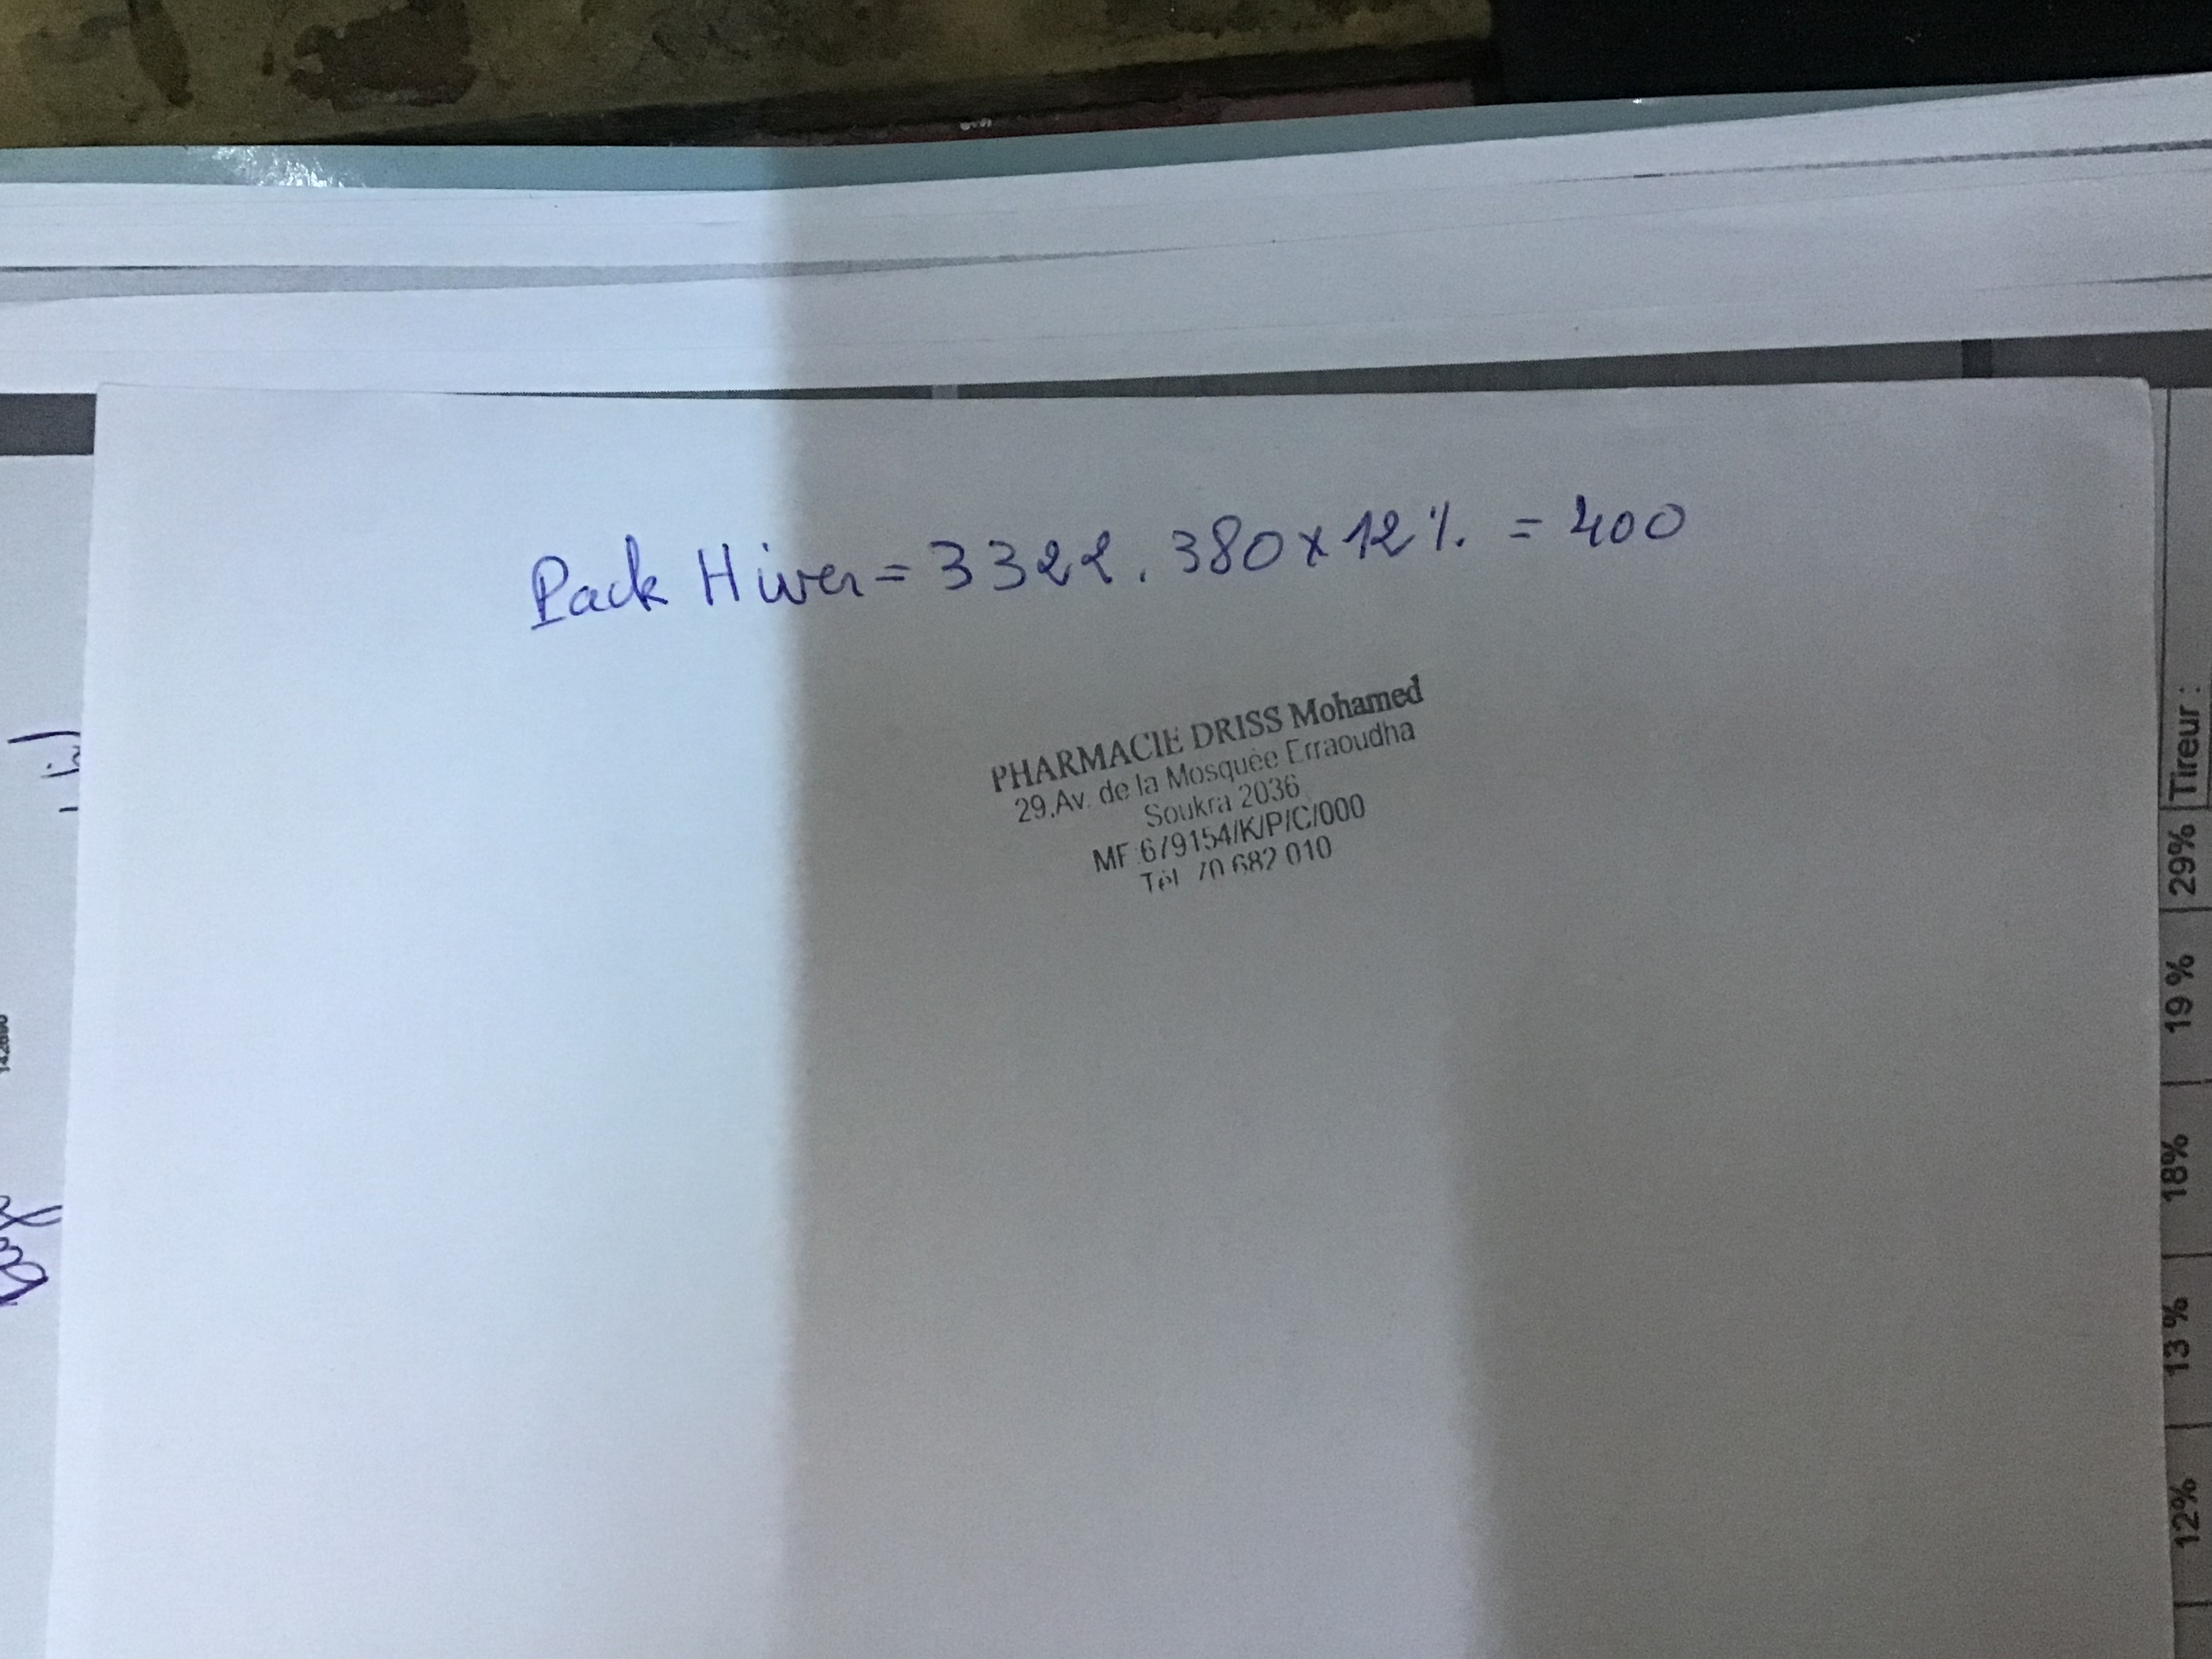 Pack Hiver = 3322.380 x 12% = 400
PHARMACIE DRISS Mohamed
29.Av. de la Mosquée Erraoudha
Soukra 2036
MF:679154/K/P/C/000
Tél 70 682 010
Tireur :
29%
19 %
18%
13 %
12%